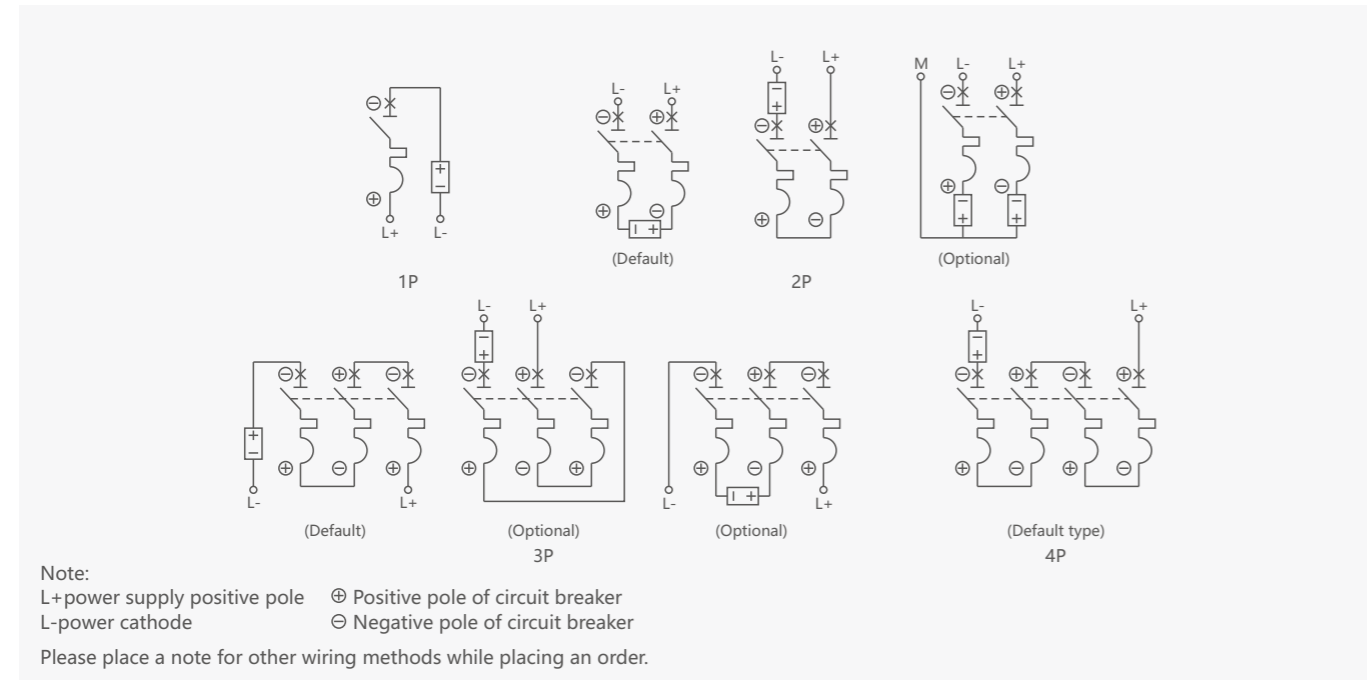 L- L+
M L- L+
L- L+
L+ L-
(Default) (Optional)
1P 2P
L- L+ L- L+
L- L+ L- L+
(Default) (Optional) (Optional) (Default type)
3P 4P
Note:
L+power supply positive pole ⊕ Positive pole of circuit breaker
L-power cathode ⊖ Negative pole of circuit breaker
Please place a note for other wiring methods while placing an order.